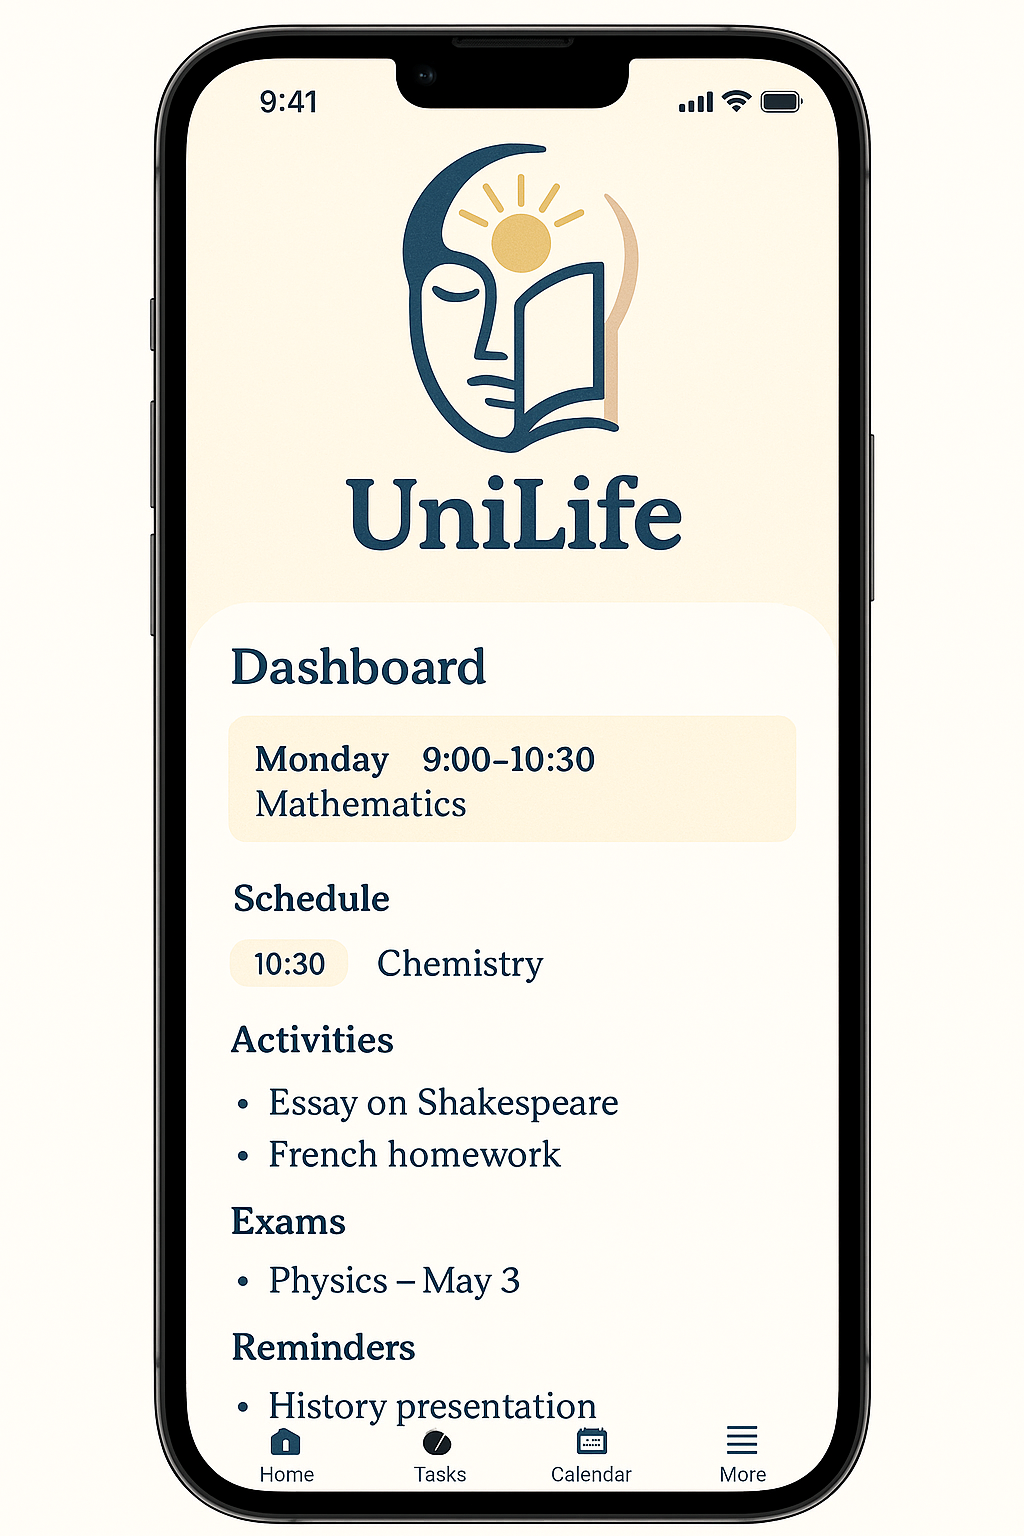 9:41
UniLife
Dashboard
Monday 9:00–10:30
Mathematics
Schedule
10:30 Chemistry
Activities
• Essay on Shakespeare
• French homework
Exams
• Physics – May 3
Reminders
• History presentation
Home Tasks Calendar More